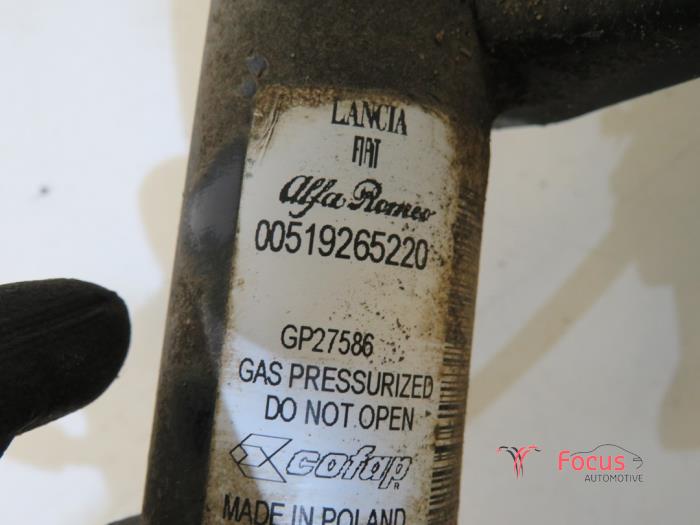 LANCIA
FIAT
Alfa Romeo
00519265220
GP27586
GAS PRESSURIZED
DO NOT OPEN
cofap
R
MADE IN POLAND
Focus
AUTOMOTIVE